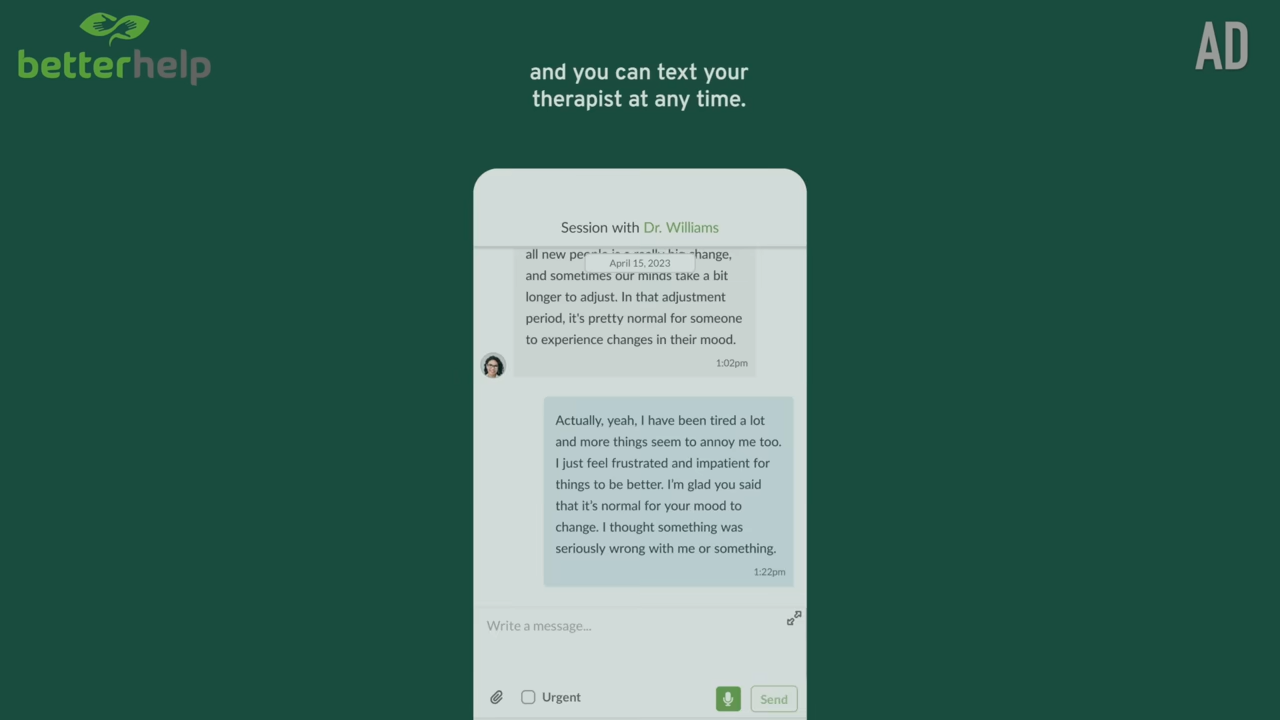 betterhelp
AD
and you can text your
therapist at any time.
Session with Dr. Williams
all new people is a really big change,
April 15, 2023
and sometimes our minds take a bit
longer to adjust. In that adjustment
period, it's pretty normal for someone
to experience changes in their mood.
1:02pm
Actually, yeah, I have been tired a lot
and more things seem to annoy me too.
I just feel frustrated and impatient for
things to be better. I'm glad you said
that it's normal for your mood to
change. I thought something was
seriously wrong with me or something.
1:22pm
Write a message...
Urgent
Send